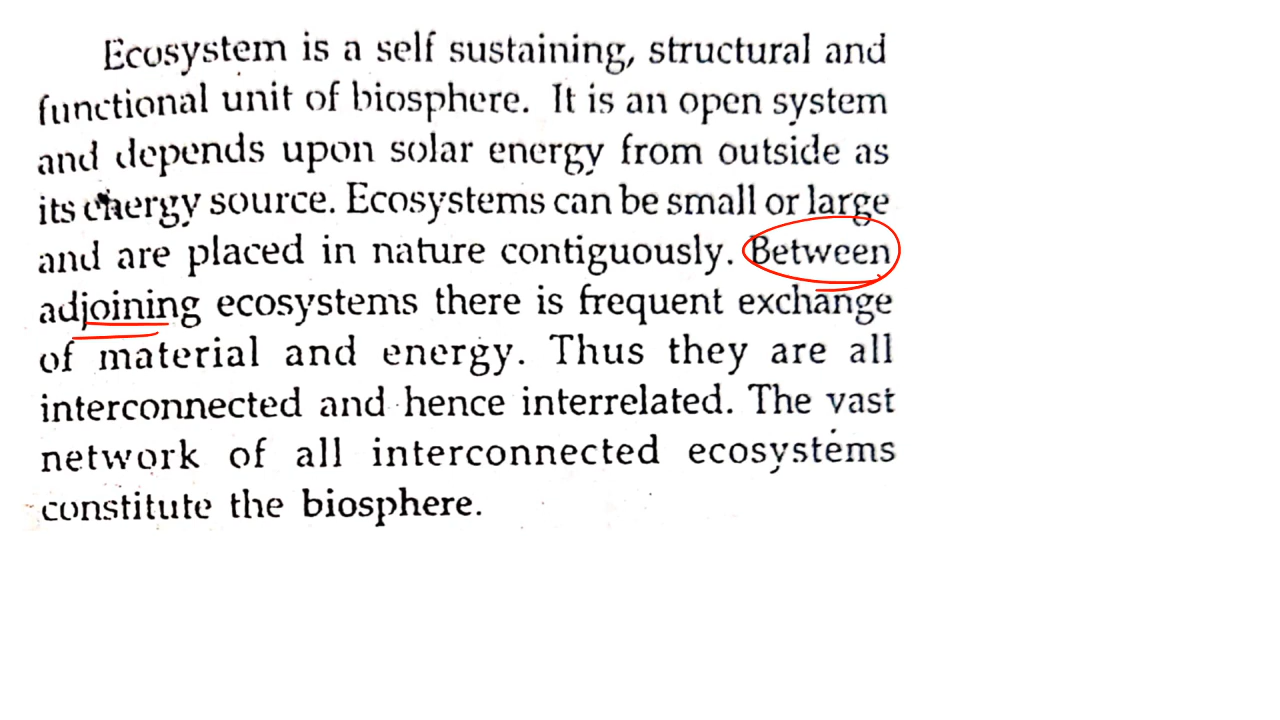 Ecosystem is a self sustaining, structural and
functional unit of biosphere. It is an open system
and depends upon solar energy from outside as
its energy source. Ecosystems can be small or large
and are placed in nature contiguously. Between
adjoining ecosystems there is frequent exchange
of material and energy. Thus they are all
interconnected and hence interrelated. The vast
network of all interconnected ecosystems
constitute the biosphere.